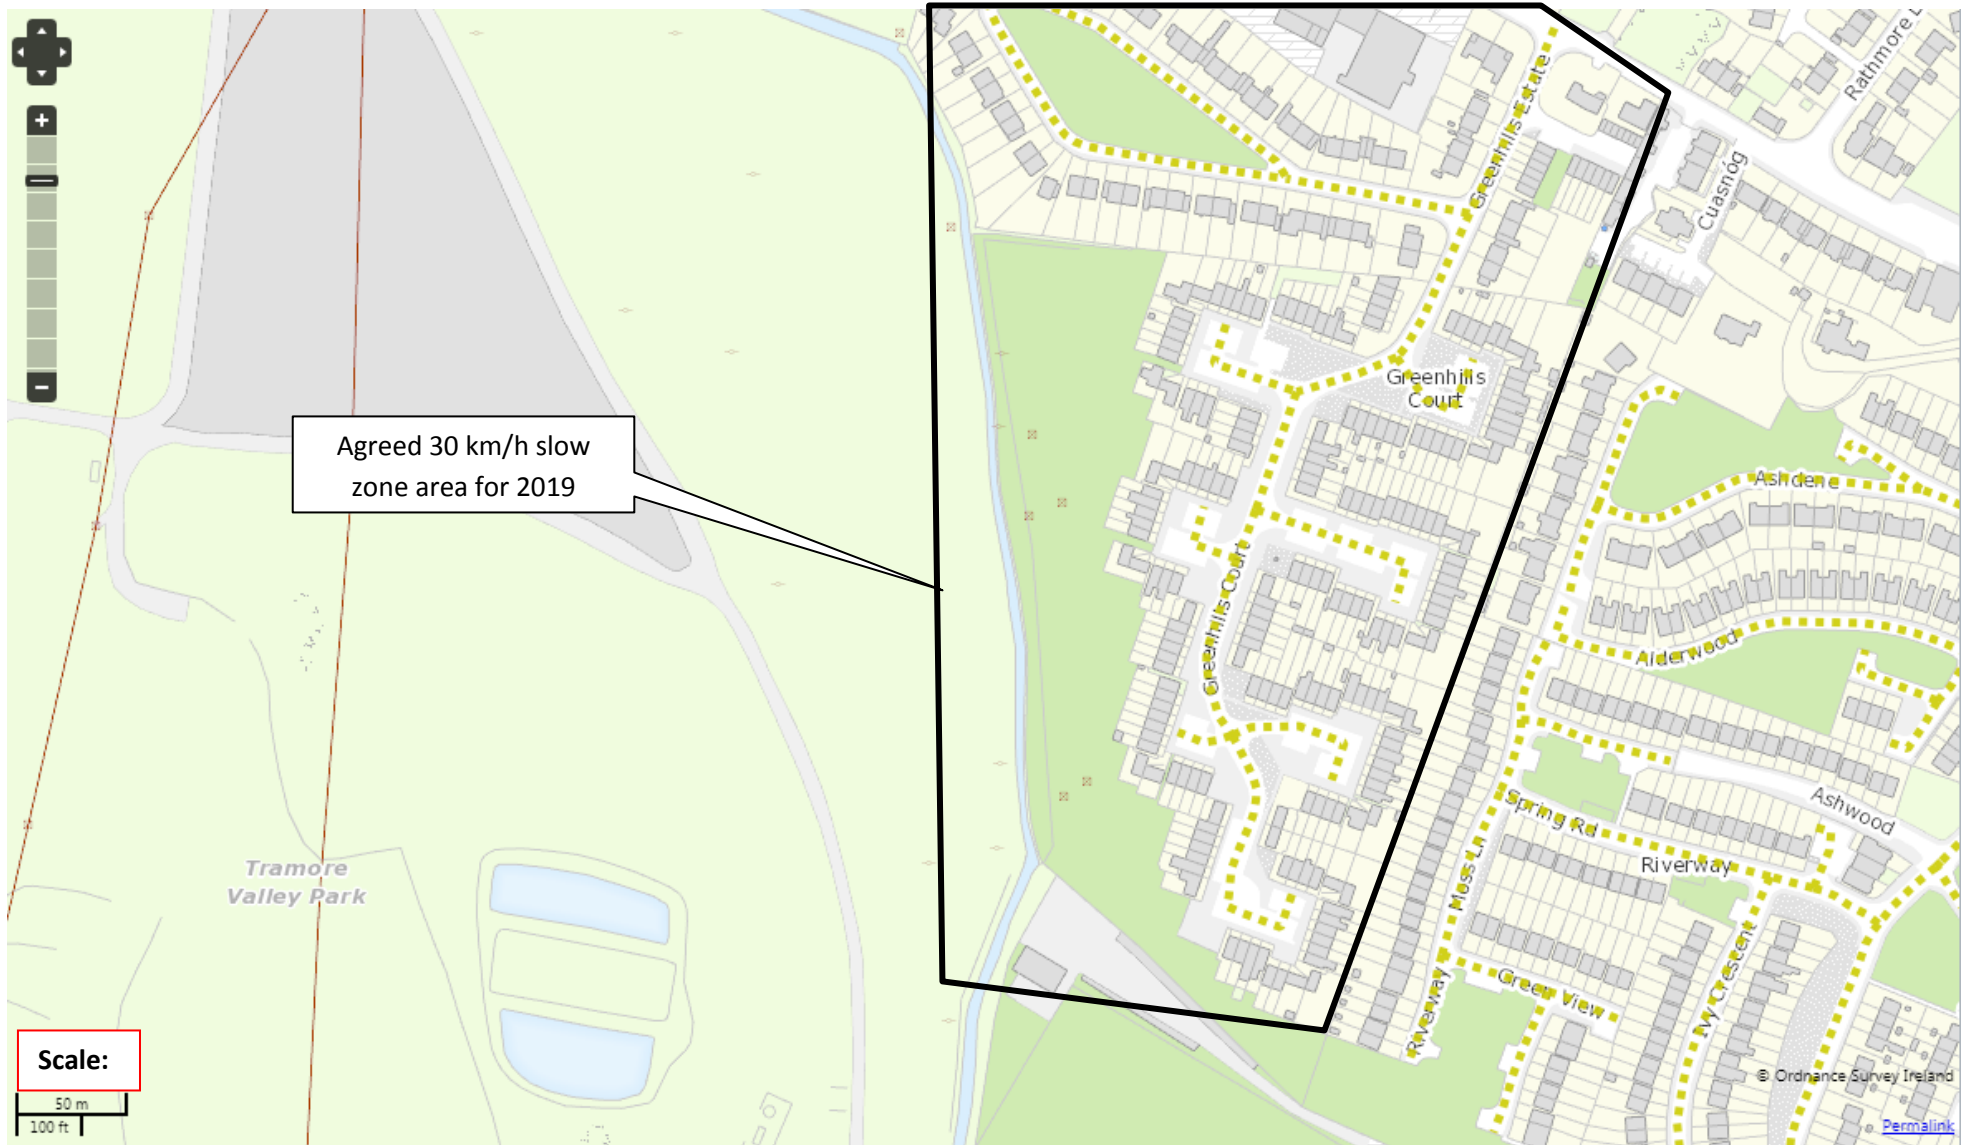 Rathmore
Greenhills Estate
Cuasnóg
Greenhills
Court
Agreed 30 km/h slow
zone area for 2019
Ashdene
Greenhills Court
Alderwood
Ashwood
Spring Rd
Riverway
Moss Ln
Tramore
Valley Park
Ivy Crescent
Green View
Riverway
Scale:
50 m
100 ft
© Ordnance Survey Ireland
Permalink
+
−